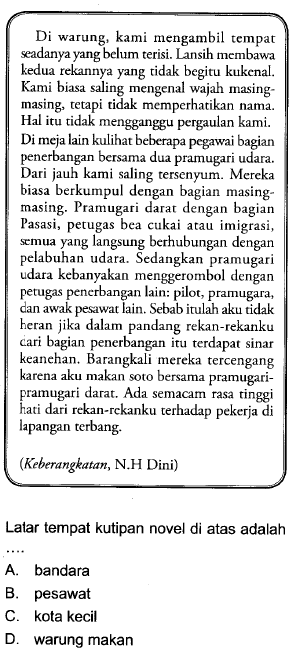 Di warung, kami mengambil tempat
seadanya yang belum terisi. Lansih membawa
kedua rekannya yang tidak begitu kukenal.
Kami biasa saling mengenal wajah masing-
masing, tetapi tidak memperhatikan nama.
Hal itu tidak mengganggu pergaulan kami.
Di meja lain kulihat beberapa pegawai bagian
penerbangan bersama dua pramugari udara.
Dari jauh kami saling tersenyum. Mereka
biasa berkumpul dengan bagian masing-
masing. Pramugari darat dengan bagian
Pasasi, petugas bea cukai atau imigrasi,
semua yang langsung berhubungan dengan
pelabuhan udara. Sedangkan pramugari
udara kebanyakan menggerombol dengan
petugas penerbangan lain: pilot, pramugara,
dan awak pesawat lain. Sebab itulah aku tidak
heran jika dalam pandang rekan-rekanku
dari bagian penerbangan itu terdapat sinar
keanehan. Barangkali mereka tercengang
karena aku makan soto bersama pramugari-
pramugari darat. Ada semacam rasa tinggi
hati dari rekan-rekanku terhadap pekerja di
lapangan terbang.
(Keberangkatan, N.H Dini)
Latar tempat kutipan novel di atas adalah
....
A. bandara
B. pesawat
C. kota kecil
D. warung makan